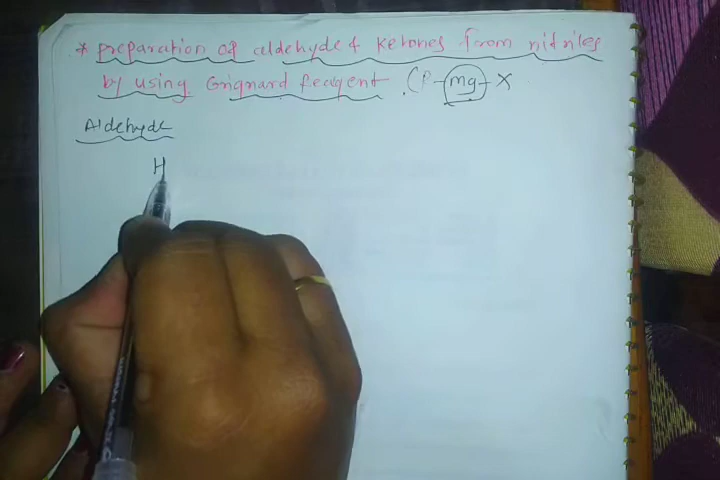 * preparation of aldehyde & ketones from nitriles
by using Grignard Reagent (R-mg-X
Aldehyde
H